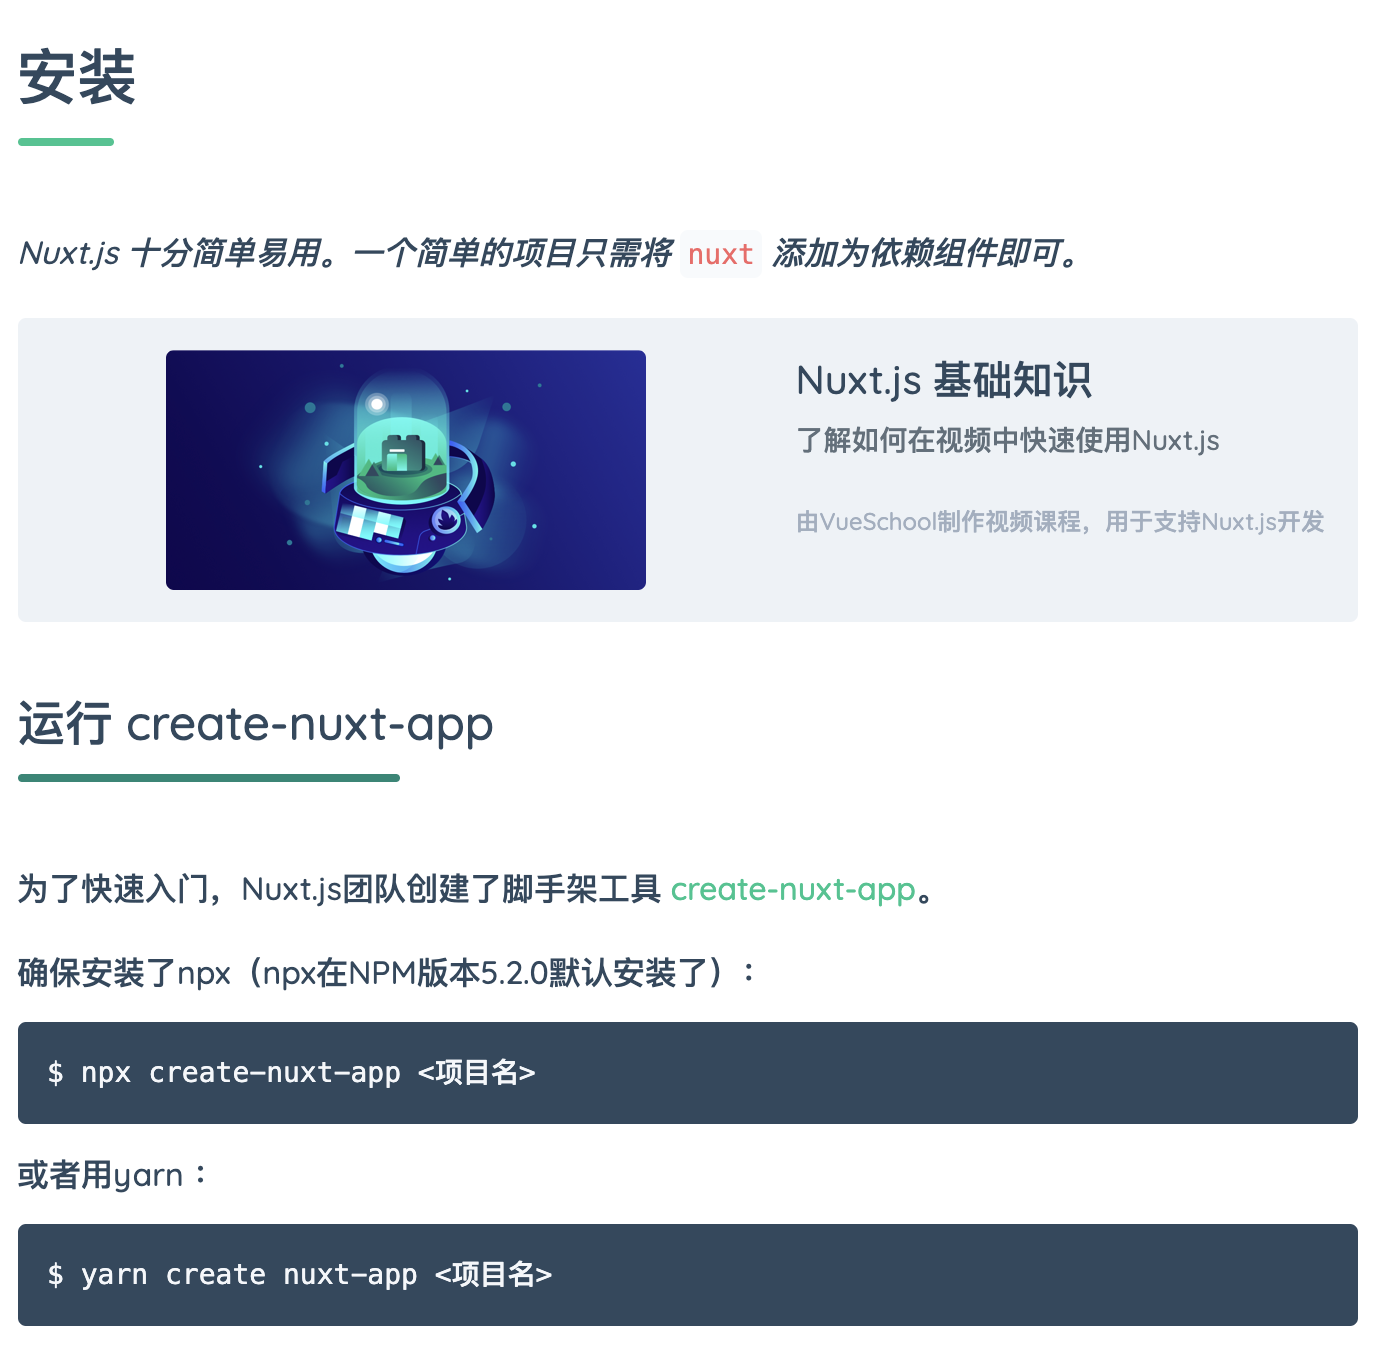 安装
Nuxt.js 十分简单易用。一个简单的项目只需将 nuxt 添加为依赖组件即可。
Nuxt.js 基础知识
了解如何在视频中快速使用Nuxt.js
由VueSchool制作视频课程，用于支持Nuxt.js开发
运行 create-nuxt-app
为了快速入门，Nuxt.js团队创建了脚手架工具 create-nuxt-app。
确保安装了npx（npx在NPM版本5.2.0默认安装了）：
$ npx create-nuxt-app <项目名>
或者用yarn：
$ yarn create nuxt-app <项目名>